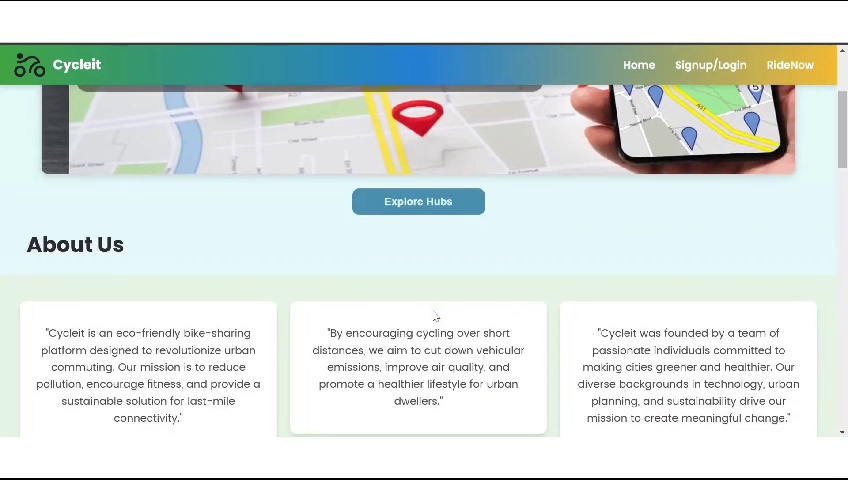 Cycleit
Home Signup/Login RideNow
Explore Hubs
About Us
"Cycleit is an eco-friendly bike-sharing
platform designed to revolutionize urban
commuting. Our mission is to reduce
pollution, encourage fitness, and provide a
sustainable solution for last-mile
connectivity."
"By encouraging cycling over short
distances, we aim to cut down vehicular
emissions, improve air quality, and
promote a healthier lifestyle for urban
dwellers."
"Cycleit was founded by a team of
passionate individuals committed to
making cities greener and healthier. Our
diverse backgrounds in technology, urban
planning, and sustainability drive our
mission to create meaningful change."